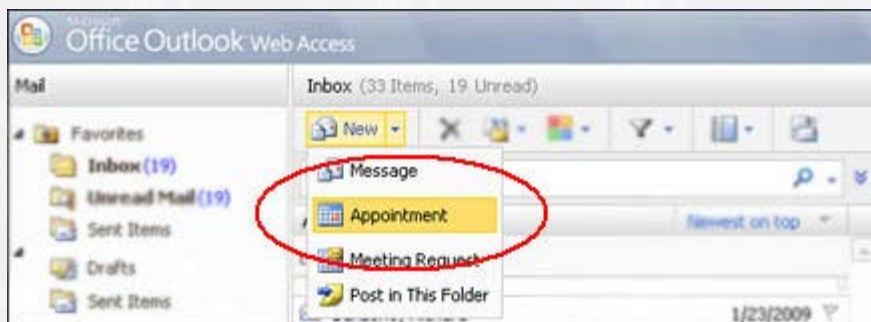 Microsoft
Office Outlook Web Access
Mail
Inbox (33 Items, 19 Unread)
Favorites
New
Inbox (19)
Message
Unread Mail (19)
Appointment
Newest on top
Sent Items
Meeting Request
Drafts
Post in This Folder
Sent Items
1/23/2009